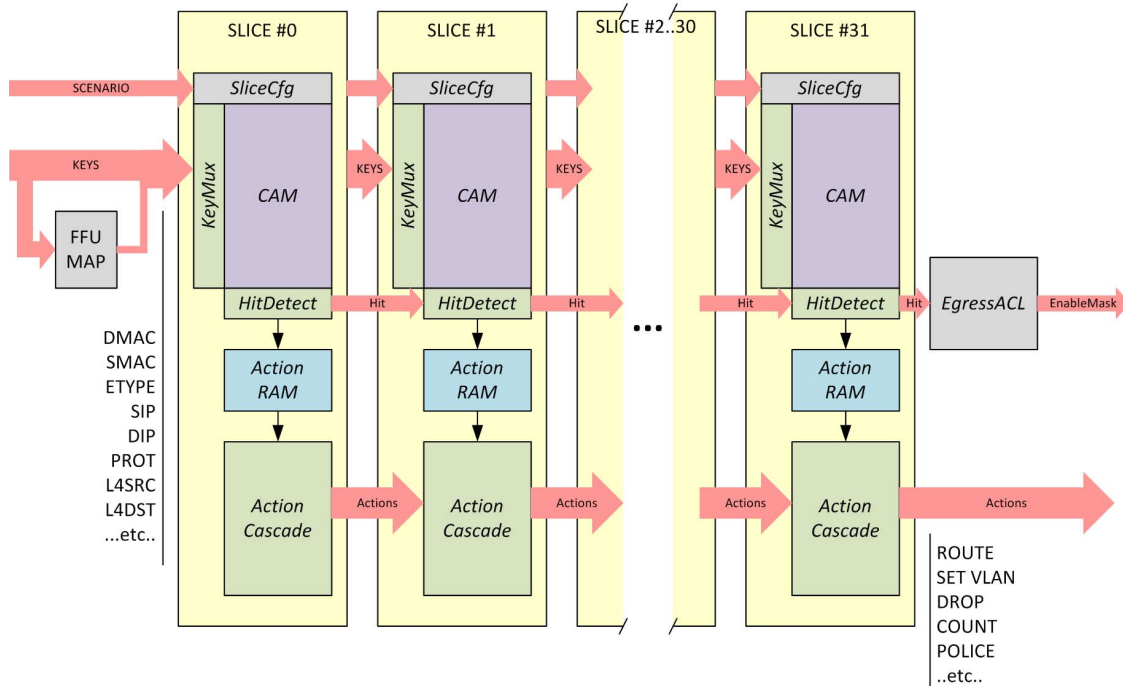 SLICE #0
SLICE #1
SLICE #2..30
SLICE #31
SCENARIO
SliceCfg
SliceCfg
SliceCfg
KEYS
KEYS
KEYS
KEYS
KeyMux
CAM
KeyMux
CAM
KeyMux
CAM
FFU
MAP
HitDetect
Hit
HitDetect
Hit
...
Hit
HitDetect
Hit
EgressACL
EnableMask
DMAC
SMAC
ETYPE
SIP
DIP
PROT
L4SRC
L4DST
...etc..
Action
RAM
Action
RAM
Action
RAM
Action
Cascade
Actions
Action
Cascade
Actions
Actions
Action
Cascade
Actions
ROUTE
SET VLAN
DROP
COUNT
POLICE
..etc..